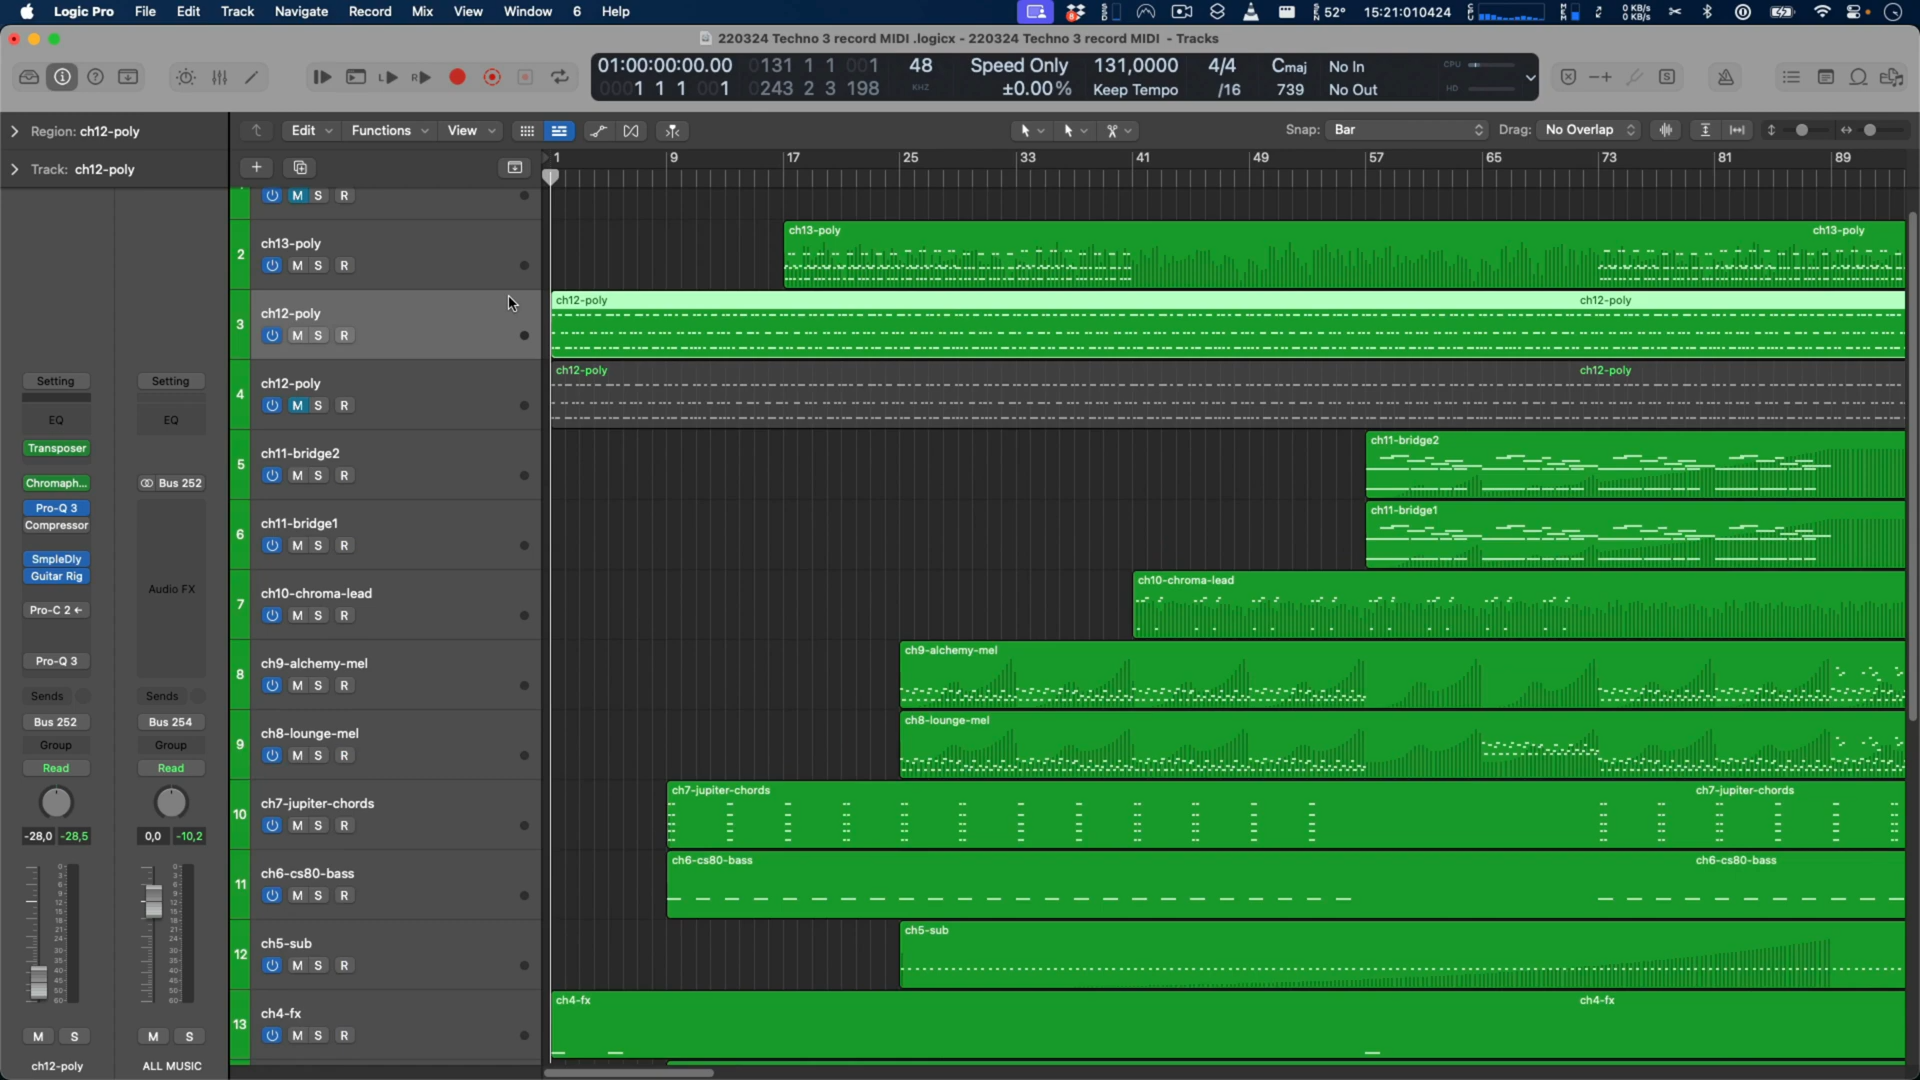 Logic Pro File Edit Track Navigate Record Mix View Window 6 Help
52° 15:21:010424 0 KB/s 0 KB/s
220324 Techno 3 record MIDI .logicx - 220324 Techno 3 record MIDI - Tracks
01:00:00:00.00 0131 1 1 001 48 Speed Only 131,0000 4/4 Cmaj No In CPU
0001 1 1 001 0243 2 3 198 KHZ ±0.00% Keep Tempo /16 739 No Out HD
Region: ch12-poly
Edit Functions View Snap: Bar Drag: No Overlap
Track: ch12-poly
1 9 17 25 33 41 49 57 65 73 81 89
M S R
2 ch13-poly
M S R
ch13-poly ch13-poly
3 ch12-poly
M S R
ch12-poly ch12-poly
4 ch12-poly
M S R
ch12-poly ch12-poly
5 ch11-bridge2
M S R
ch11-bridge2
6 ch11-bridge1
M S R
ch11-bridge1
7 ch10-chroma-lead
M S R
ch10-chroma-lead
8 ch9-alchemy-mel
M S R
ch9-alchemy-mel
9 ch8-lounge-mel
M S R
ch8-lounge-mel
10 ch7-jupiter-chords
M S R
ch7-jupiter-chords ch7-jupiter-chords
11 ch6-cs80-bass
M S R
ch6-cs80-bass ch6-cs80-bass
12 ch5-sub
M S R
ch5-sub
13 ch4-fx
M S R
ch4-fx ch4-fx
Setting Setting
EQ EQ
Transposer
Chromaph... Bus 252
Pro-Q 3
Compressor
SmpleDly
Guitar Rig
Audio FX
Pro-C 2
Pro-Q 3
Sends Sends
Bus 252 Bus 254
Group Group
Read Read
-28,0 -28,5 0,0 -10,2
M S M S
ch12-poly ALL MUSIC